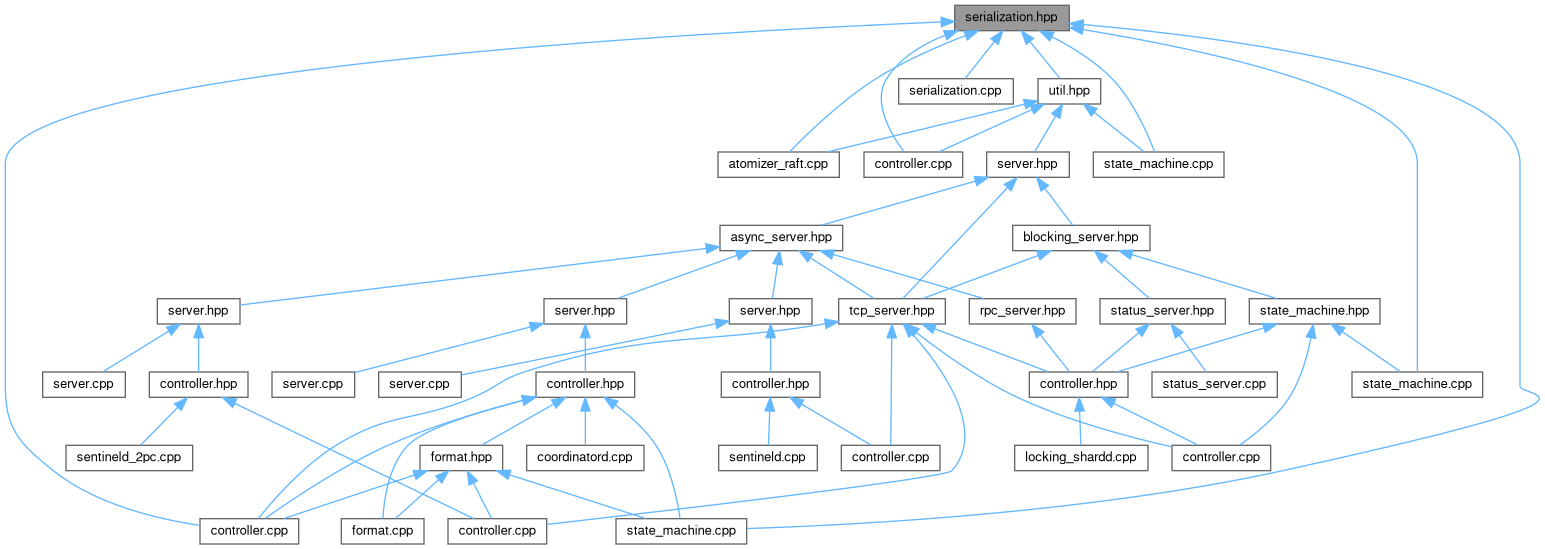 serialization.hpp
serialization.cpp
util.hpp
atomizer_raft.cpp
controller.cpp
server.hpp
state_machine.cpp
async_server.hpp
blocking_server.hpp
server.hpp
server.hpp
server.hpp
tcp_server.hpp
rpc_server.hpp
status_server.hpp
state_machine.hpp
server.cpp
controller.hpp
server.cpp
server.cpp
controller.hpp
controller.hpp
controller.hpp
status_server.cpp
state_machine.cpp
sentineld_2pc.cpp
format.hpp
coordinatord.cpp
sentineld.cpp
controller.cpp
locking_shardd.cpp
controller.cpp
controller.cpp
format.cpp
controller.cpp
state_machine.cpp